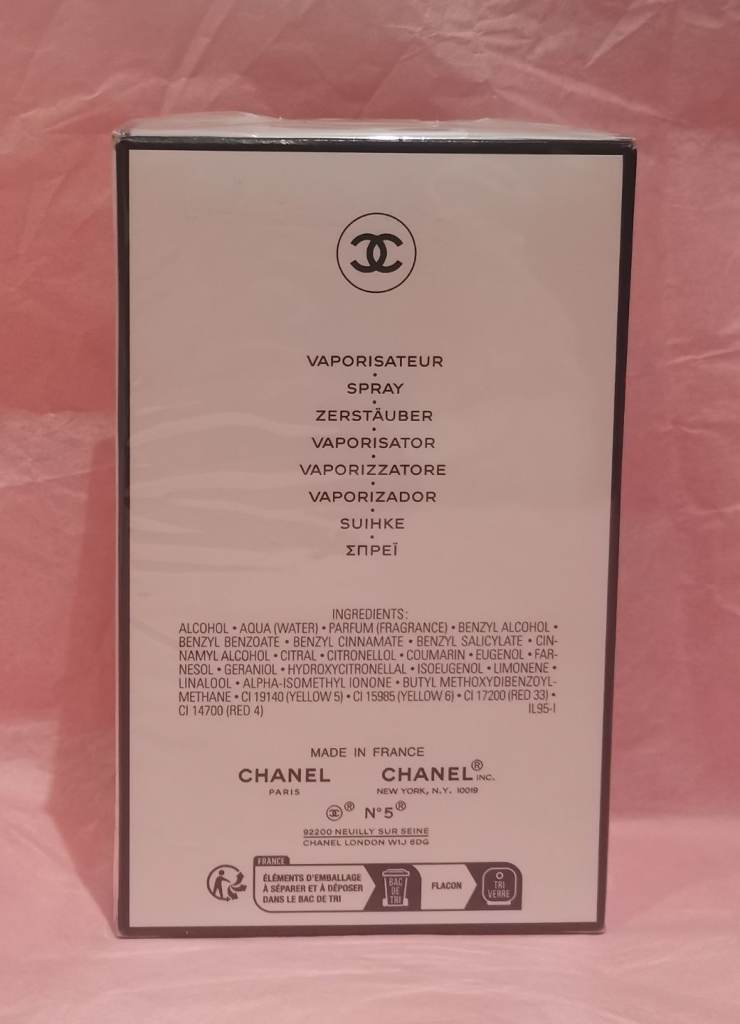 VAPORISATEUR
•
SPRAY
•
ZERSTÄUBER
•
VAPORISATOR
•
VAPORIZZATORE
•
VAPORIZADOR
•
SUIHKE
•
ΣΠΡΕΪ
INGREDIENTS:
ALCOHOL • AQUA (WATER) • PARFUM (FRAGRANCE) • BENZYL ALCOHOL •
BENZYL BENZOATE • BENZYL CINNAMATE • BENZYL SALICYLATE • CIN-
NAMYL ALCOHOL • CITRAL • CITRONELLOL • COUMARIN • EUGENOL • FAR-
NESOL • GERANIOL • HYDROXYCITRONELLAL • ISOEUGENOL • LIMONENE •
LINALOOL • ALPHA-ISOMETHYL IONONE • BUTYL METHOXYDIBENZOYL-
METHANE • CI 19140 (YELLOW 5) • CI 15985 (YELLOW 6) • CI 17200 (RED 33) •
CI 14700 (RED 4) IL95-I
MADE IN FRANCE
CHANEL CHANEL® INC.
PARIS NEW YORK, N.Y. 10019
® N°5®
92200 NEUILLY SUR SEINE
CHANEL LONDON W1J 6DG
FRANCE
ÉLÉMENTS D'EMBALLAGE
À SÉPARER ET À DÉPOSER
DANS LE BAC DE TRI
BAC
DE
TRI
FLACON
TRI
VERRE